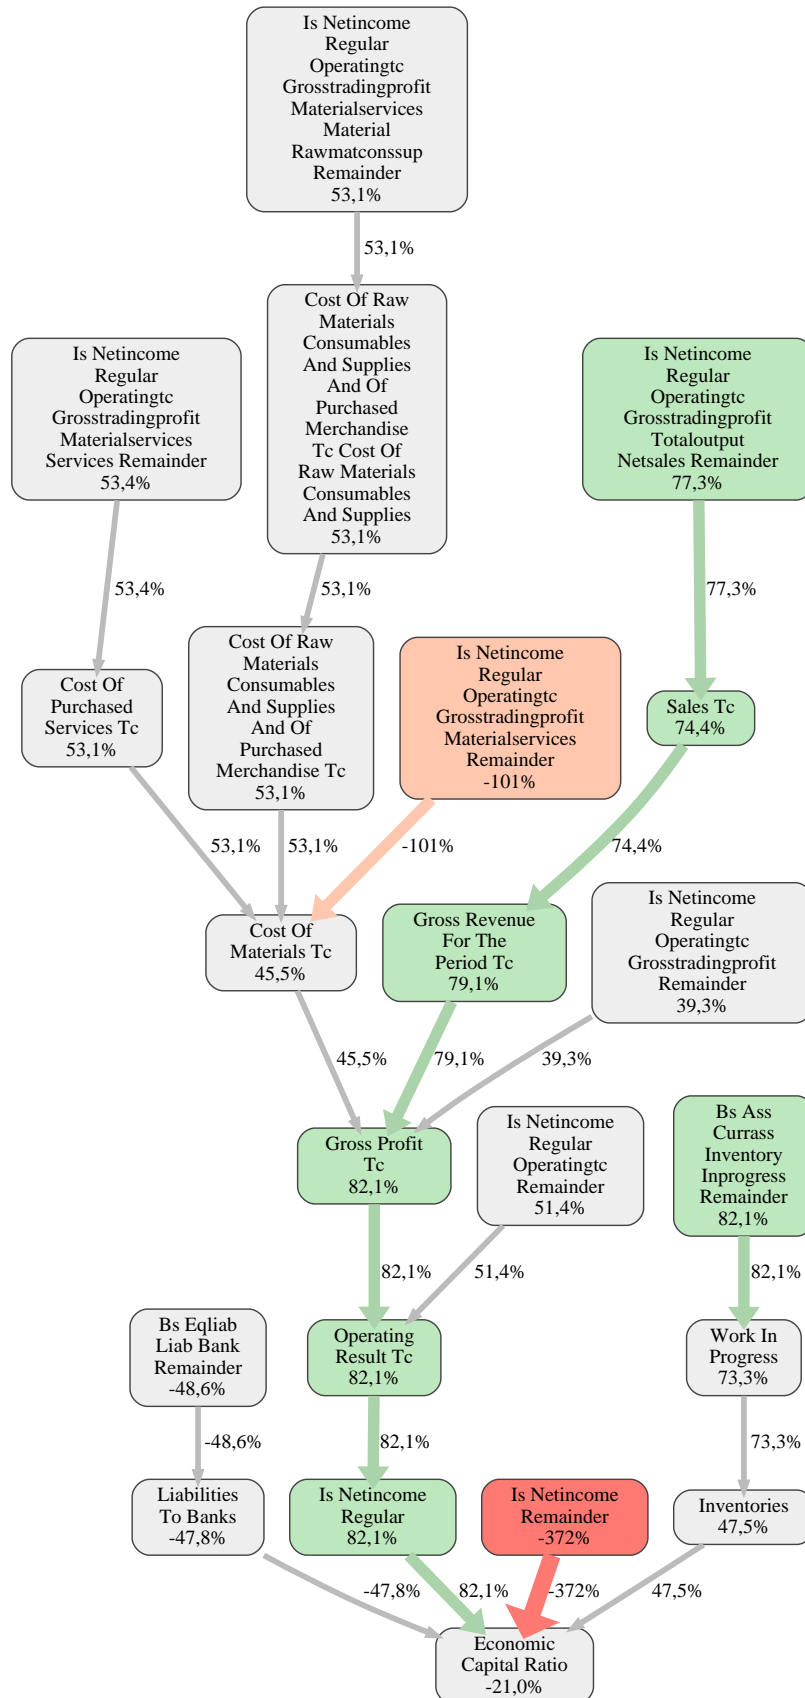 Is Netincome
Regular
Operatingtc
Grosstradingprofit
Materialservices
Material
Rawmatconssup
Remainder
53,1%
53,1%
Cost Of Raw
Materials
Consumables
And Supplies
And Of
Purchased
Merchandise
Tc Cost Of
Raw Materials
Consumables
And Supplies
53,1%
Is Netincome
Regular
Operatingtc
Grosstradingprofit
Materialservices
Services Remainder
53,4%
Is Netincome
Regular
Operatingtc
Grosstradingprofit
Totaloutput
Netsales Remainder
77,3%
53,4%
53,1%
77,3%
Cost Of
Purchased
Services Tc
53,1%
Cost Of Raw
Materials
Consumables
And Supplies
And Of
Purchased
Merchandise Tc
53,1%
Is Netincome
Regular
Operatingtc
Grosstradingprofit
Materialservices
Remainder
-101%
Sales Tc
74,4%
53,1%
53,1%
-101%
74,4%
Cost Of
Materials Tc
45,5%
Gross Revenue
For The
Period Tc
79,1%
Is Netincome
Regular
Operatingtc
Grosstradingprofit
Remainder
39,3%
45,5%
79,1%
39,3%
Gross Profit
Tc
82,1%
Is Netincome
Regular
Operatingtc
Remainder
51,4%
Bs Ass
Currass
Inventory
Inprogress
Remainder
82,1%
82,1%
51,4%
82,1%
Bs Eqliab
Liab Bank
Remainder
-48,6%
Operating
Result Tc
82,1%
Work In
Progress
73,3%
-48,6%
82,1%
73,3%
Liabilities
To Banks
-47,8%
Is Netincome
Regular
82,1%
Is Netincome
Remainder
-372%
Inventories
47,5%
-47,8%
82,1%
-372%
47,5%
Economic
Capital Ratio
-21,0%